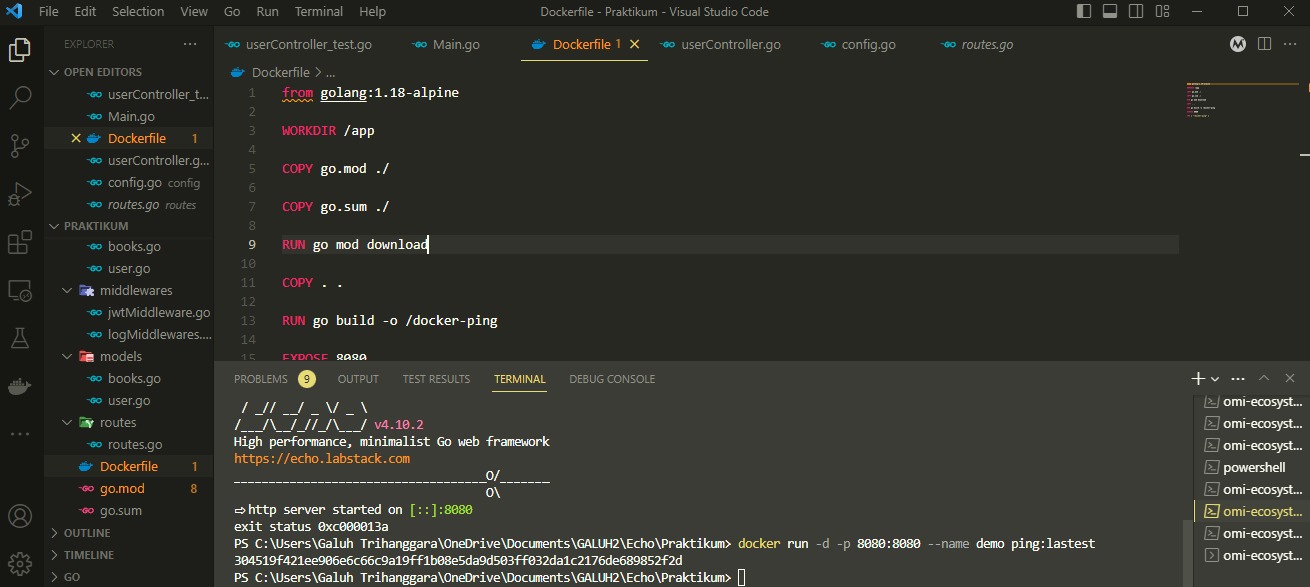 File Edit Selection View Go Run Terminal Help
Dockerfile - Praktikum - Visual Studio Code
EXPLORER
OPEN EDITORS
userController_t...
Main.go
Dockerfile 1
userController.g...
config.go config
routes.go routes
PRAKTIKUM
books.go
user.go
middlewares
jwtMiddleware.go
logMiddlewares....
models
books.go
user.go
routes
routes.go
Dockerfile 1
go.mod 8
go.sum
OUTLINE
TIMELINE
GO
userController_test.go Main.go Dockerfile 1 userController.go config.go routes.go
Dockerfile > ...
1 from golang:1.18-alpine
2
3 WORKDIR /app
4
5 COPY go.mod ./
6
7 COPY go.sum ./
8
9 RUN go mod download
10
11 COPY . .
12
13 RUN go build -o /docker-ping
14
15 EXPOSE 8080
PROBLEMS 9 OUTPUT TEST RESULTS TERMINAL DEBUG CONSOLE
/ _// __/ _ \/ _ \
/___/\__/_//_/\___/ v4.10.2
High performance, minimalist Go web framework
https://echo.labstack.com
____________________________________O/_______
O\
⇨ http server started on [::]:8080
exit status 0xc000013a
PS C:\Users\Galuh Trihanggara\OneDrive\Documents\GALUH2\Echo\Praktikum> docker run -d -p 8080:8080 --name demo ping:lastest
304519f421ee906e6c66c9a19ff1b08e5da9d503ff032da1c2176de689852f2d
PS C:\Users\Galuh Trihanggara\OneDrive\Documents\GALUH2\Echo\Praktikum>
omi-ecosyst...
omi-ecosyst...
omi-ecosyst...
powershell
omi-ecosyst...
omi-ecosyst...
omi-ecosyst...
omi-ecosyst...